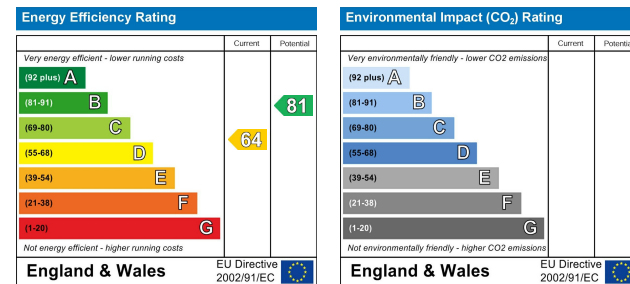 Energy Efficiency Rating
Current Potential
Very energy efficient - lower running costs
(92 plus) A
(81-91) B
81
(69-80) C
64
(55-68) D
(39-54) E
(21-38) F
(1-20) G
Not energy efficient - higher running costs
England & Wales
EU Directive
2002/91/EC
Environmental Impact (CO₂) Rating
Current Potential
Very environmentally friendly - lower CO2 emissions
(92 plus) A
(81-91) B
(69-80) C
(55-68) D
(39-54) E
(21-38) F
(1-20) G
Not environmentally friendly - higher CO2 emissions
England & Wales
EU Directive
2002/91/EC